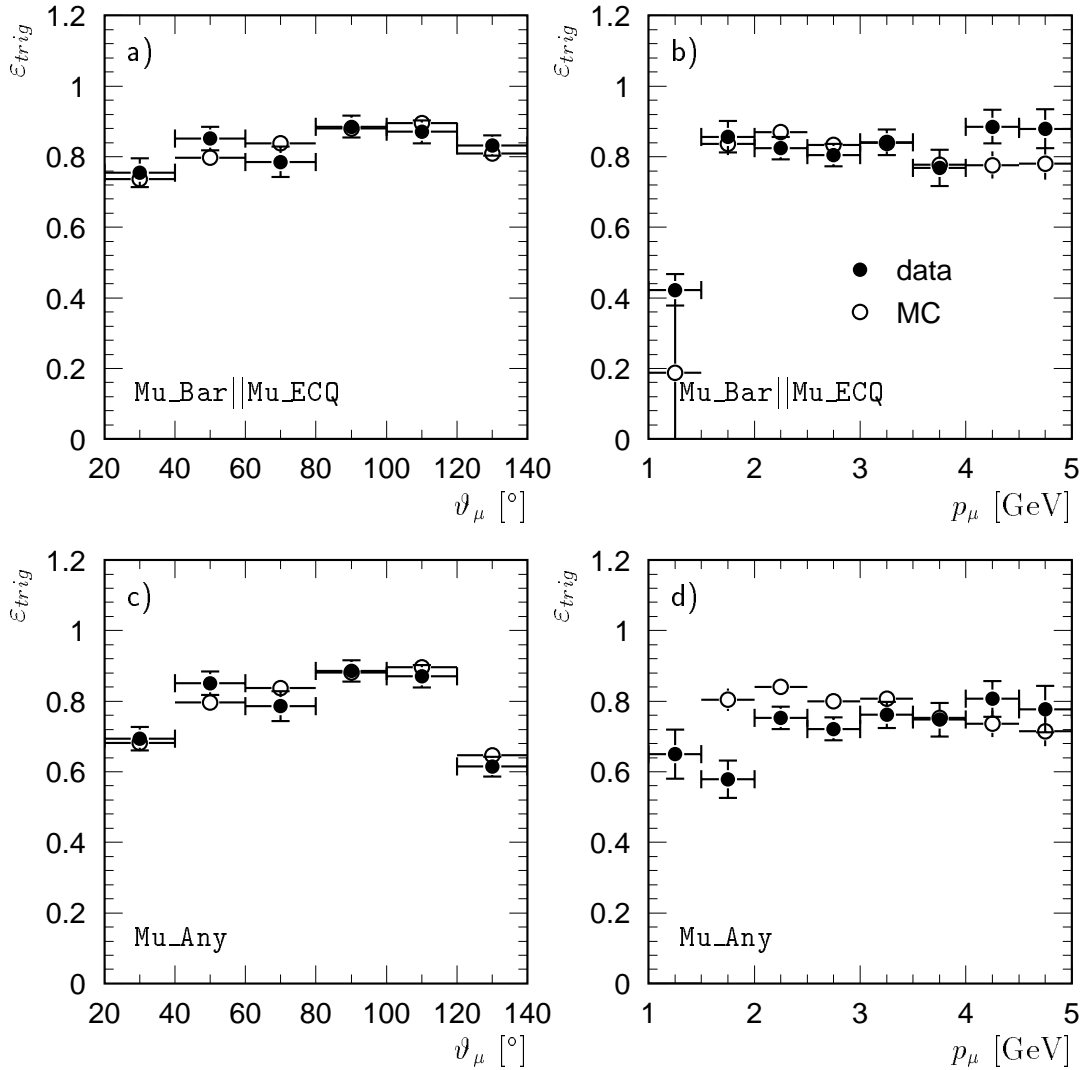 1.2
1
0.8
0.6
0.4
0.2
0
ε_trig
a)
Mu_Bar||Mu_ECQ
20 40 60 80 100 120 140
ϑ_μ [°]
1.2
1
0.8
0.6
0.4
0.2
0
ε_trig
b)
data
MC
Mu_Bar||Mu_ECQ
1 2 3 4 5
p_μ [GeV]
1.2
1
0.8
0.6
0.4
0.2
0
ε_trig
c)
Mu_Any
20 40 60 80 100 120 140
ϑ_μ [°]
1.2
1
0.8
0.6
0.4
0.2
0
ε_trig
d)
Mu_Any
1 2 3 4 5
p_μ [GeV]